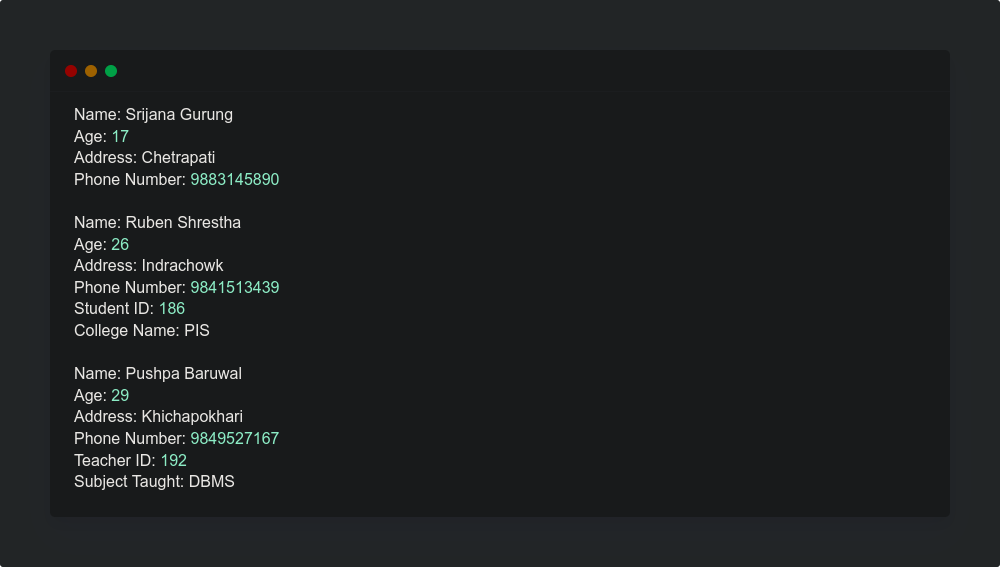 Name: Srijana Gurung
Age: 17
Address: Chetrapati
Phone Number: 9883145890
Name: Ruben Shrestha
Age: 26
Address: Indrachowk
Phone Number: 9841513439
Student ID: 186
College Name: PIS
Name: Pushpa Baruwal
Age: 29
Address: Khichapokhari
Phone Number: 9849527167
Teacher ID: 192
Subject Taught: DBMS